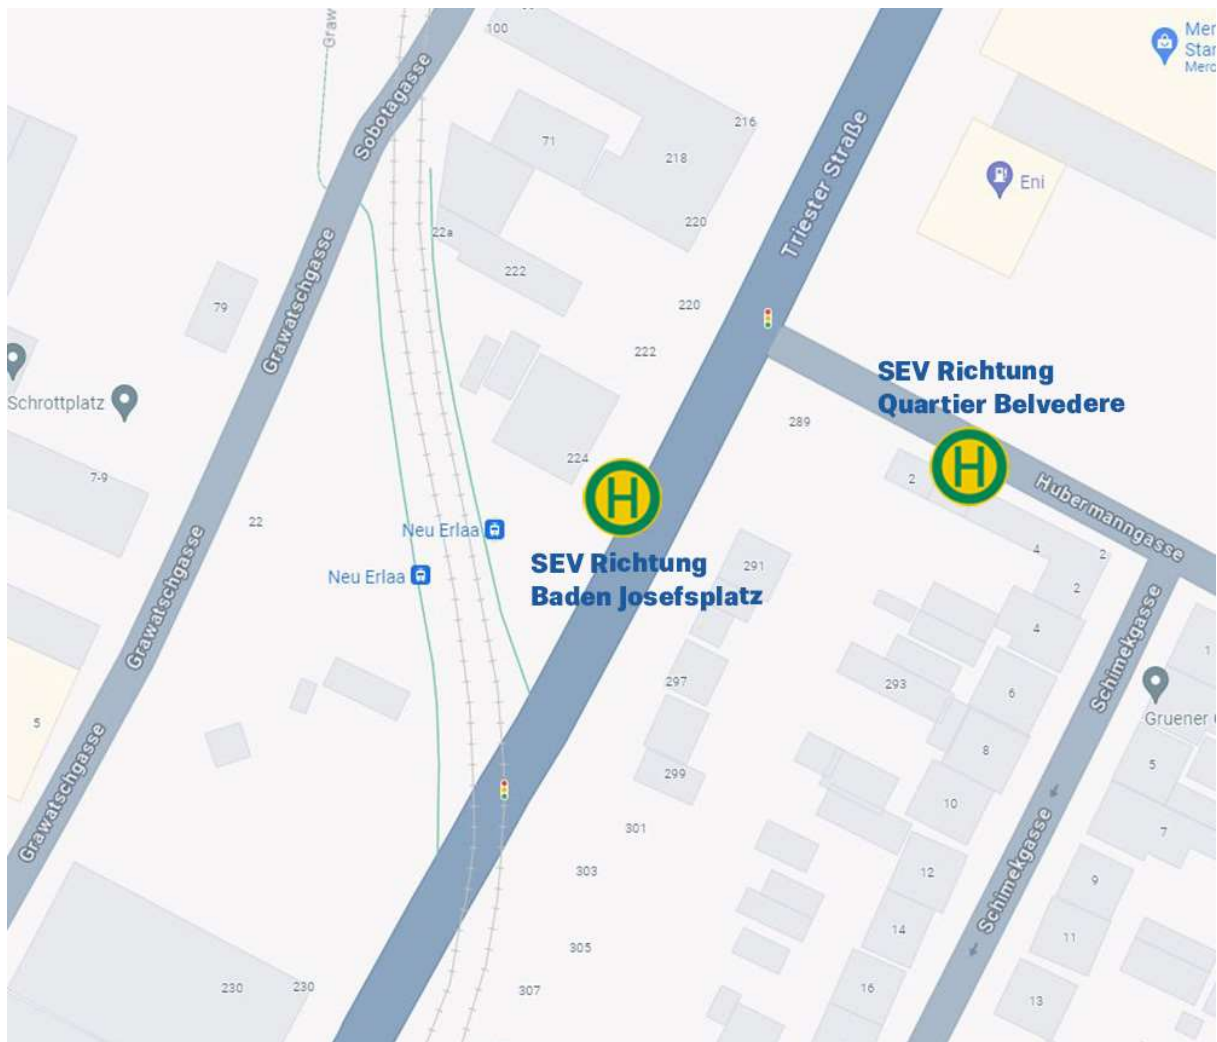 Graw
100
Mer
Star
Merc
Sobotagasse
216
71
218
Triester Straße
Eni
220
22a
222
Grawatschgasse
79
220
222
SEV Richtung
Quartier Belvedere
Schrottplatz
289
224
H
H
2
7-9
Hubermanngasse
22
Neu Erlaa
SEV Richtung
Baden Josefsplatz
291
4
2
Neu Erlaa
2
Grawatschgasse
4
Schimekgasse
1
297
293
6
5
Gruener
8
5
299
10
Grawatschgasse
301
7
Schimekgasse
303
12
9
14
11
305
230
230
307
16
13